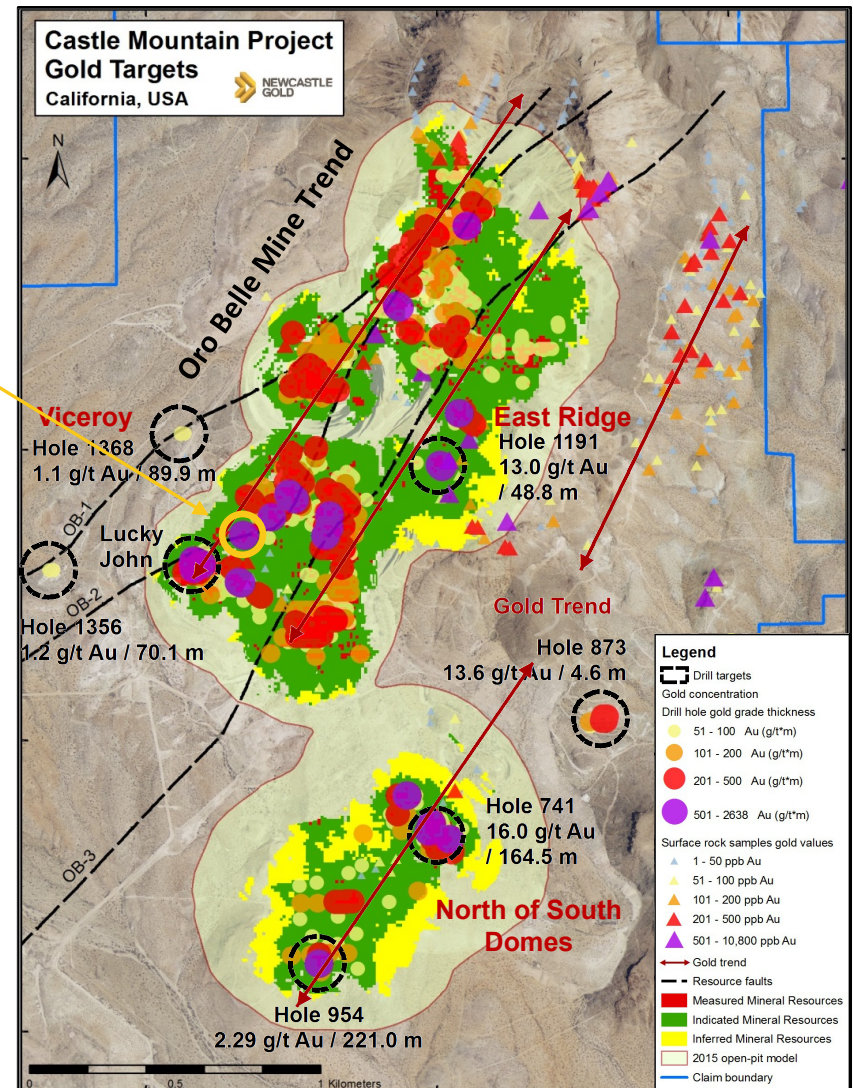 Castle Mountain Project
Gold Targets
California, USA
NEWCASTLE
GOLD
N
Oro Belle Mine Trend
Viceroy
Hole 1368
1.1 g/t Au / 89.9 m
East Ridge
Hole 1191
13.0 g/t Au
/ 48.8 m
OB-1
Lucky
John
OB-2
Hole 1356
1.2 g/t Au / 70.1 m
Gold Trend
Hole 873
13.6 g/t Au / 4.6 m
Hole 741
16.0 g/t Au
/ 164.5 m
OB-3
North of South
Domes
Hole 954
2.29 g/t Au / 221.0 m
0 0.5 1 Kilometers
Legend
Drill targets
Gold concentration
Drill hole gold grade thickness
51 - 100 Au (g/t*m)
101 - 200 Au (g/t*m)
201 - 500 Au (g/t*m)
501 - 2638 Au (g/t*m)
Surface rock samples gold values
1 - 50 ppb Au
51 - 100 ppb Au
101 - 200 ppb Au
201 - 500 ppb Au
501 - 10,800 ppb Au
Gold trend
Resource faults
Measured Mineral Resources
Indicated Mineral Resources
Inferred Mineral Resources
2015 open-pit model
Claim boundary